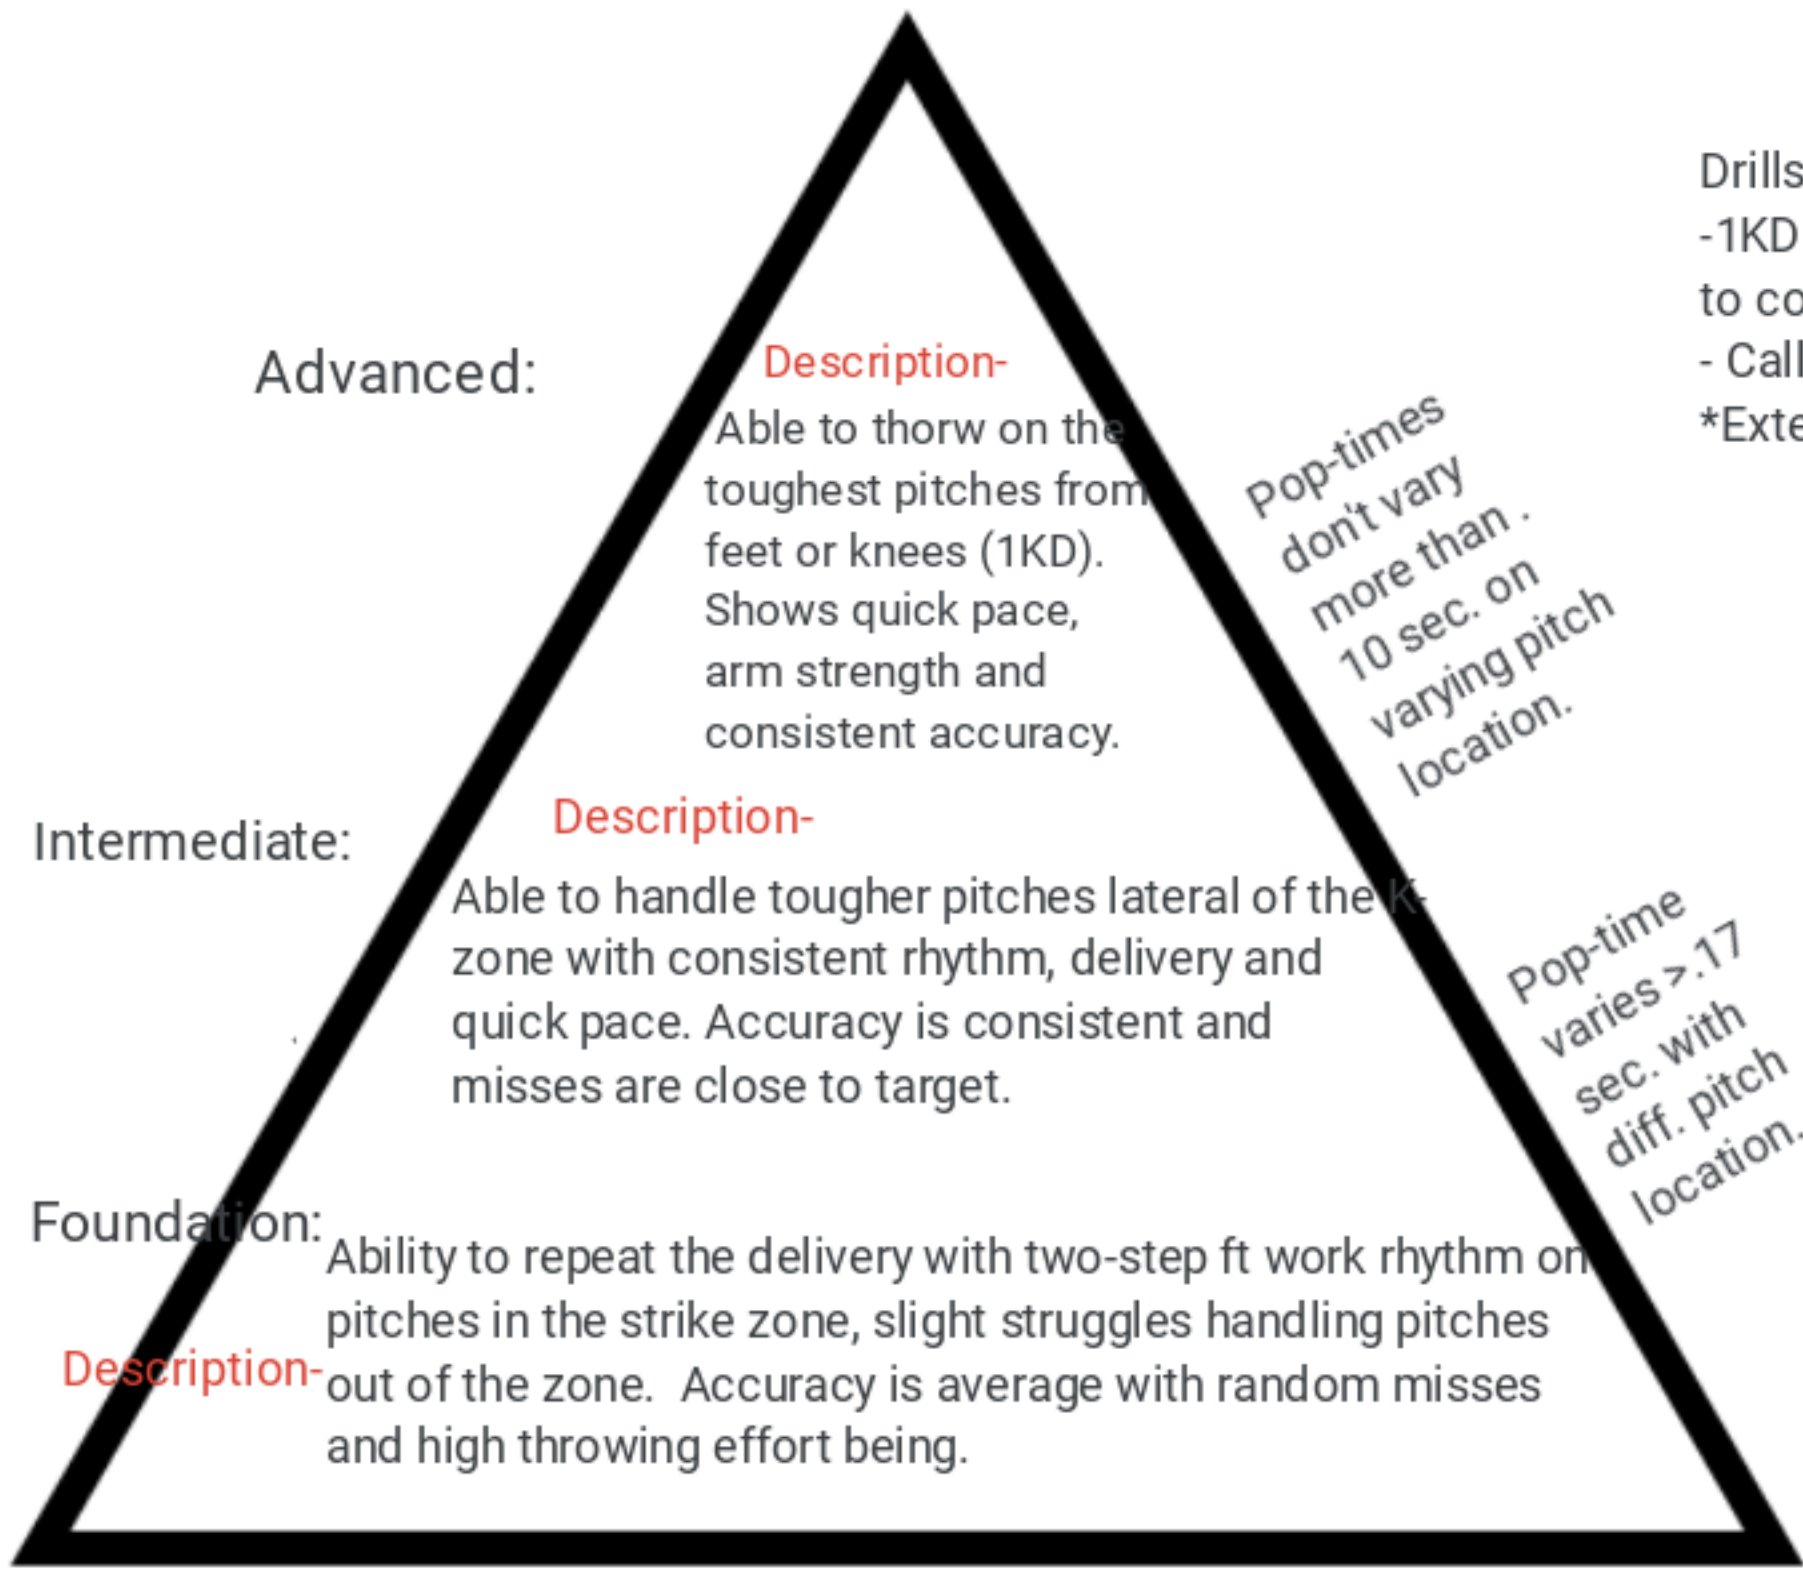 Advanced:
Description-
Able to thorw on the
toughest pitches from
feet or knees (1KD).
Shows quick pace,
arm strength and
consistent accuracy.
Pop-times
don't vary
more than .
10 sec. on
varying pitch
location.
Drills
-1KD
to co
- Call
*Exte
Intermediate:
Description-
Able to handle tougher pitches lateral of the K-
zone with consistent rhythm, delivery and
quick pace. Accuracy is consistent and
misses are close to target.
Pop-time
varies >.17
sec. with
diff. pitch
location.
Foundation:
Description-
Ability to repeat the delivery with two-step ft work rhythm on
pitches in the strike zone, slight struggles handling pitches
out of the zone.  Accuracy is average with random misses
and high throwing effort being.